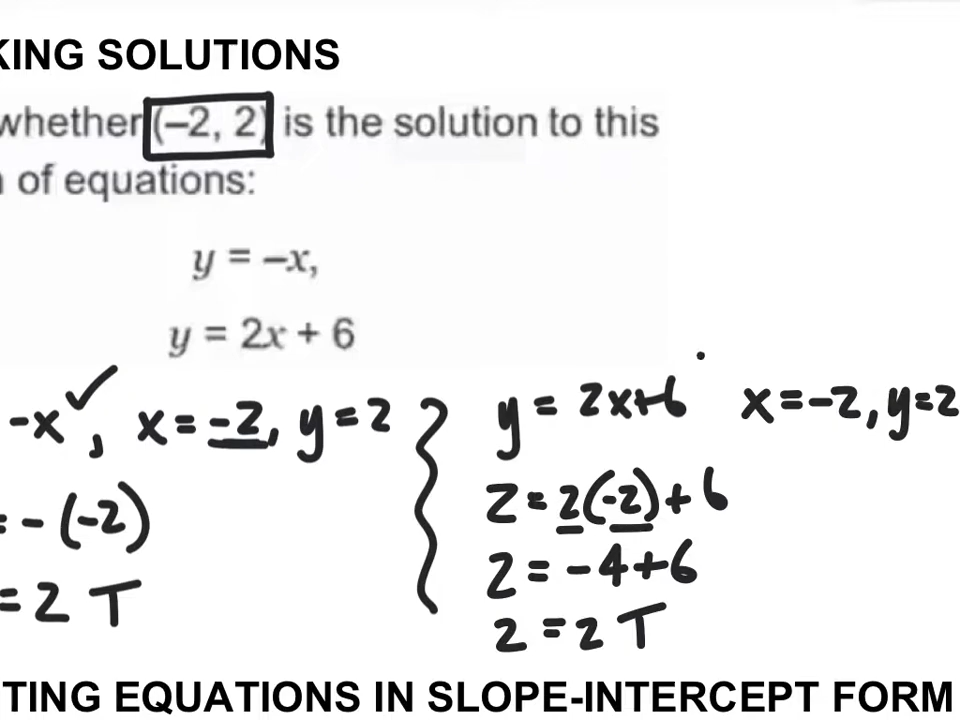 KING SOLUTIONS
whether (–2, 2) is the solution to this
of equations:
y = –x,
y = 2x + 6
-x ✓, x = -2, y = 2
y = 2x+6 x=-2, y=2
= -(-2)
2 = 2(-2) + 6
2 = -4+6
= 2 T
2 = 2 T
TING EQUATIONS IN SLOPE-INTERCEPT FORM